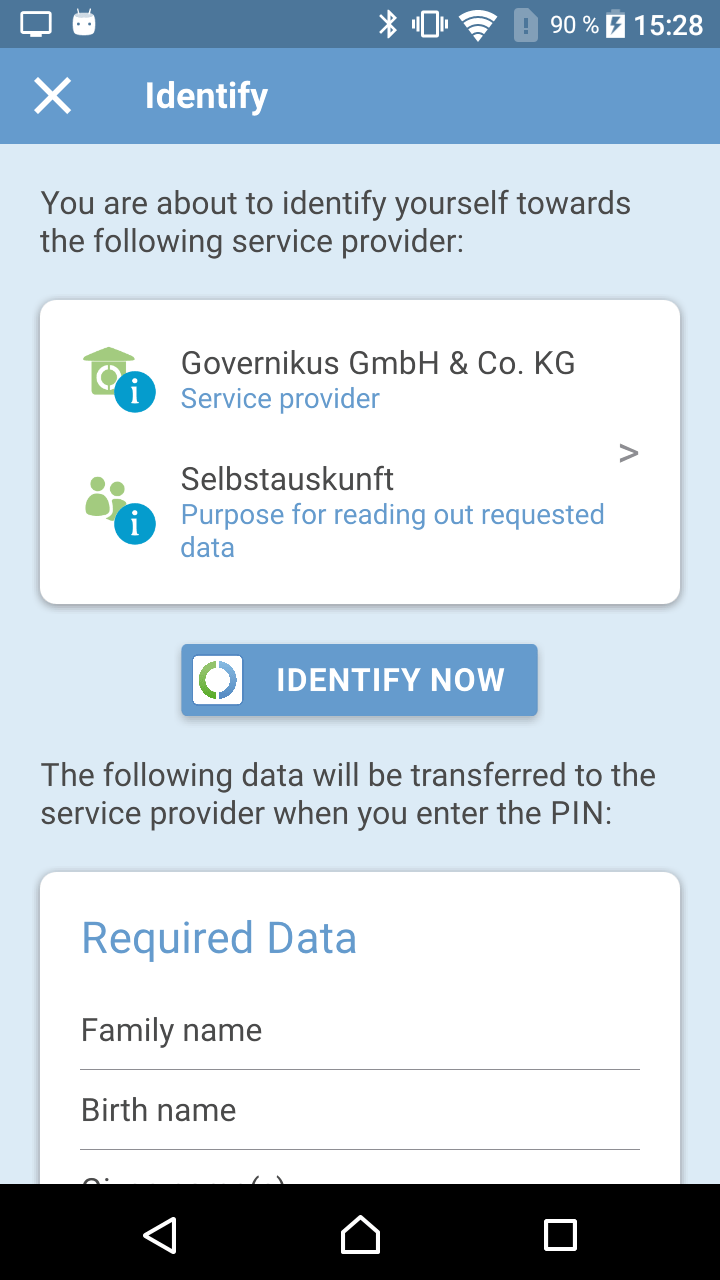 90 % 15:28
Identify
You are about to identify yourself towards
the following service provider:
Governikus GmbH & Co. KG
Service provider
>
Selbstauskunft
Purpose for reading out requested
data
IDENTIFY NOW
The following data will be transferred to the
service provider when you enter the PIN:
Required Data
Family name
Birth name